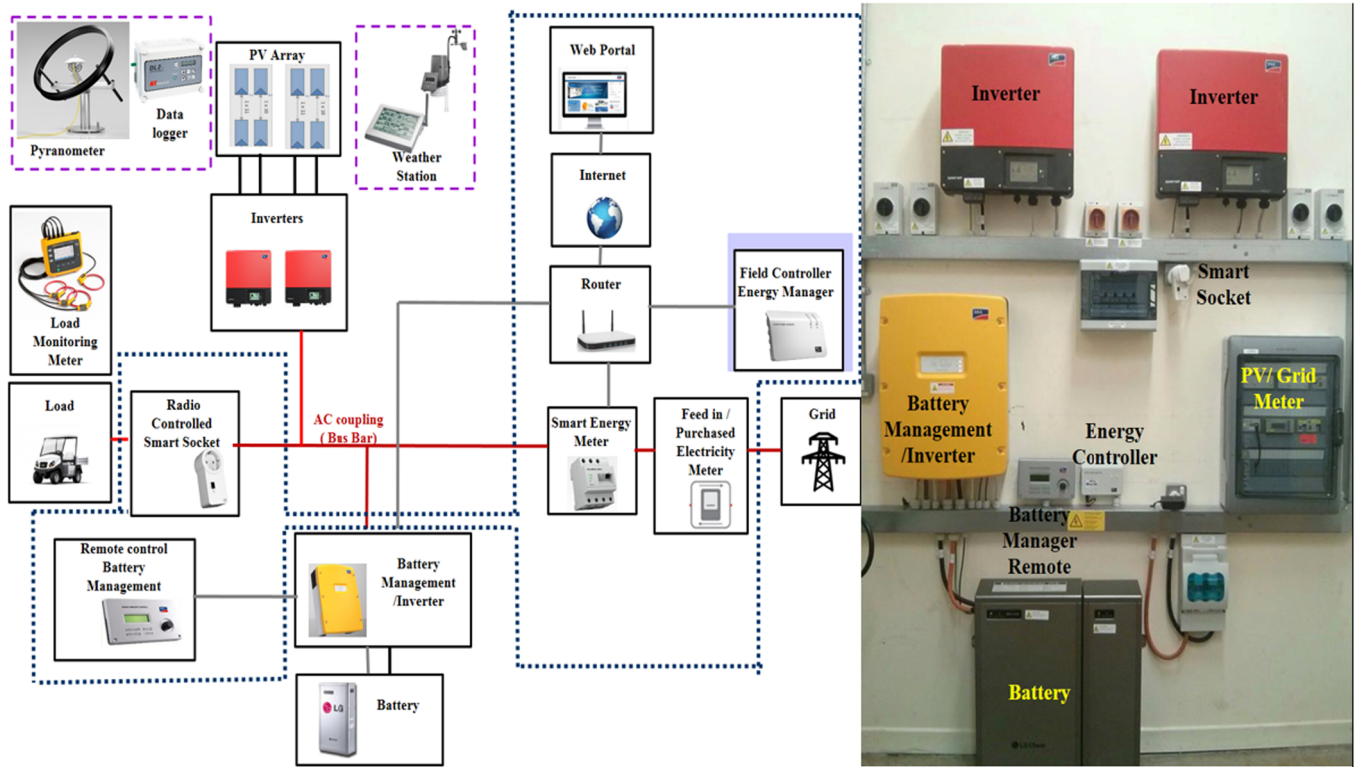 Pyranometer
Data
logger
PV Array
Weather
Station
Web Portal
Internet
Inverters
Load
Monitoring
Meter
Router
Field Controller
Energy Manager
Load
Radio
Controlled
Smart Socket
AC coupling
( Bus Bar)
Smart Energy
Meter
Feed in /
Purchased
Electricity
Meter
Grid
Remote control
Battery
Management
Battery
Management
/Inverter
LG
Battery
Inverter
Inverter
Smart
Socket
PV/ Grid
Meter
Battery
Management
/Inverter
Energy
Controller
Battery
Manager
Remote
Battery
LG Chem